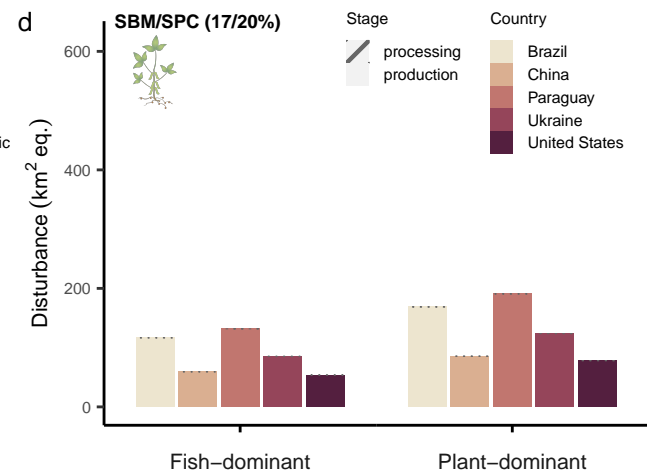 d
SBM/SPC (17/20%)
Stage
processing
production
Country
Brazil
China
Paraguay
Ukraine
United States
ic
Disturbance (km² eq.)
600
400
200
0
Fish−dominant
Plant−dominant